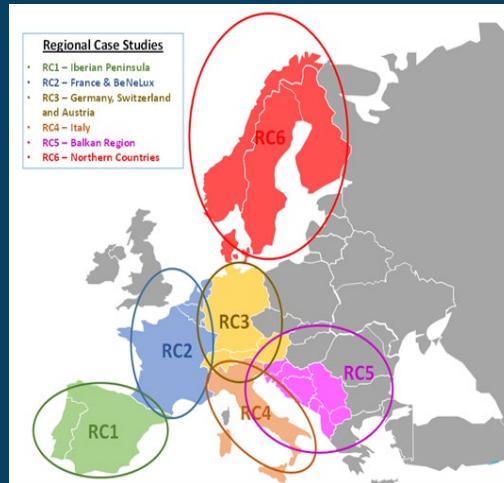 Regional Case Studies
• RC1 – Iberian Peninsula
• RC2 – France & BeNeLux
• RC3 – Germany, Switzerland
and Austria
• RC4 – Italy
• RC5 – Balkan Region
• RC6 – Northern Countries
RC6
RC3
RC2
RC5
RC4
RC1